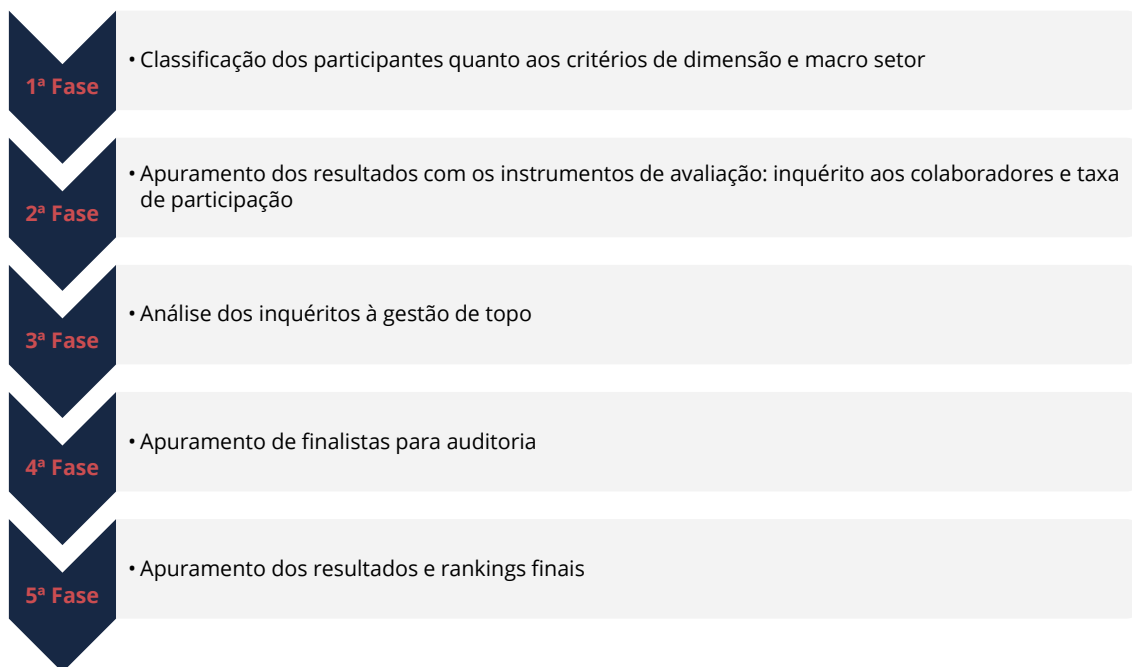 1ª Fase
• Classificação dos participantes quanto aos critérios de dimensão e macro setor
2ª Fase
• Apuramento dos resultados com os instrumentos de avaliação: inquérito aos colaboradores e taxa
de participação
3ª Fase
• Análise dos inquéritos à gestão de topo
4ª Fase
• Apuramento de finalistas para auditoria
5ª Fase
• Apuramento dos resultados e rankings finais